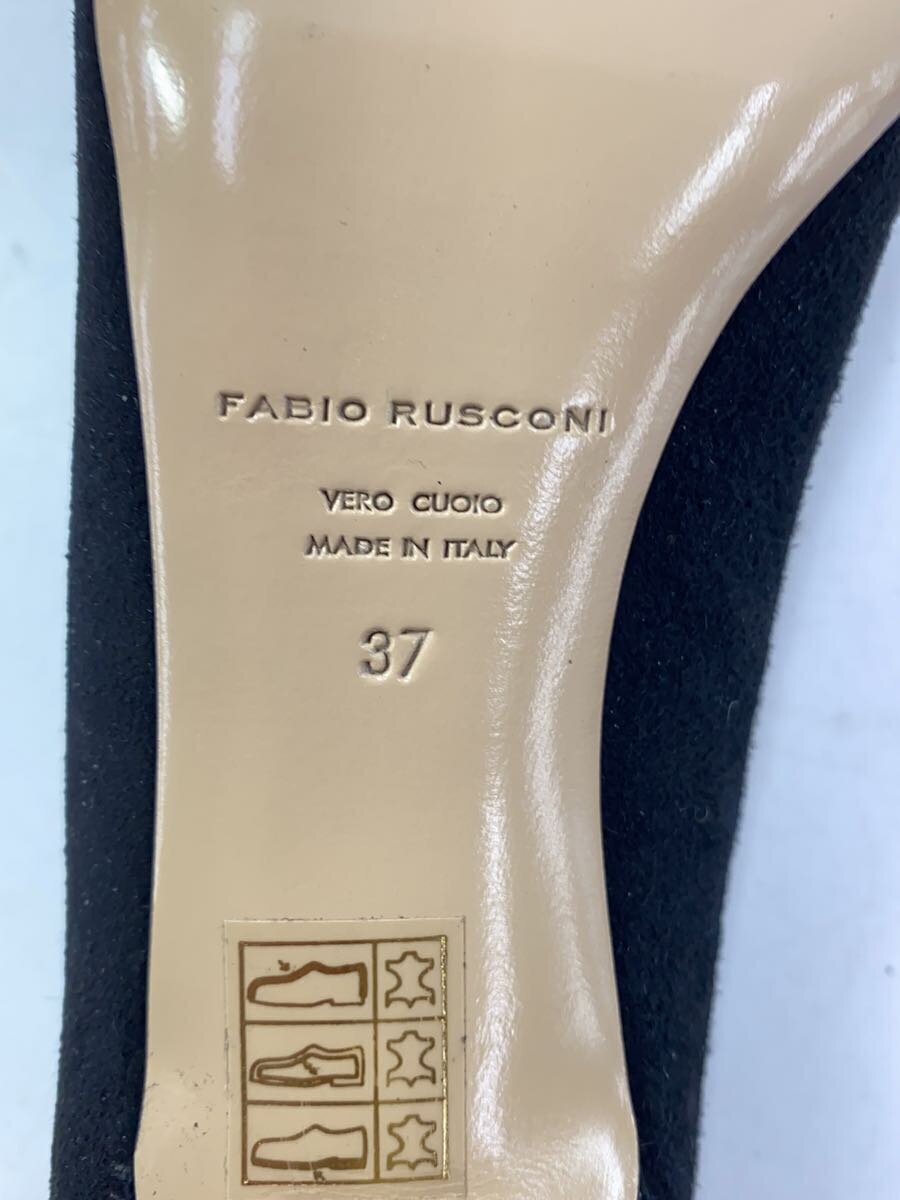 FABIO RUSCONI
VERO CUOIO
MADE IN ITALY
37